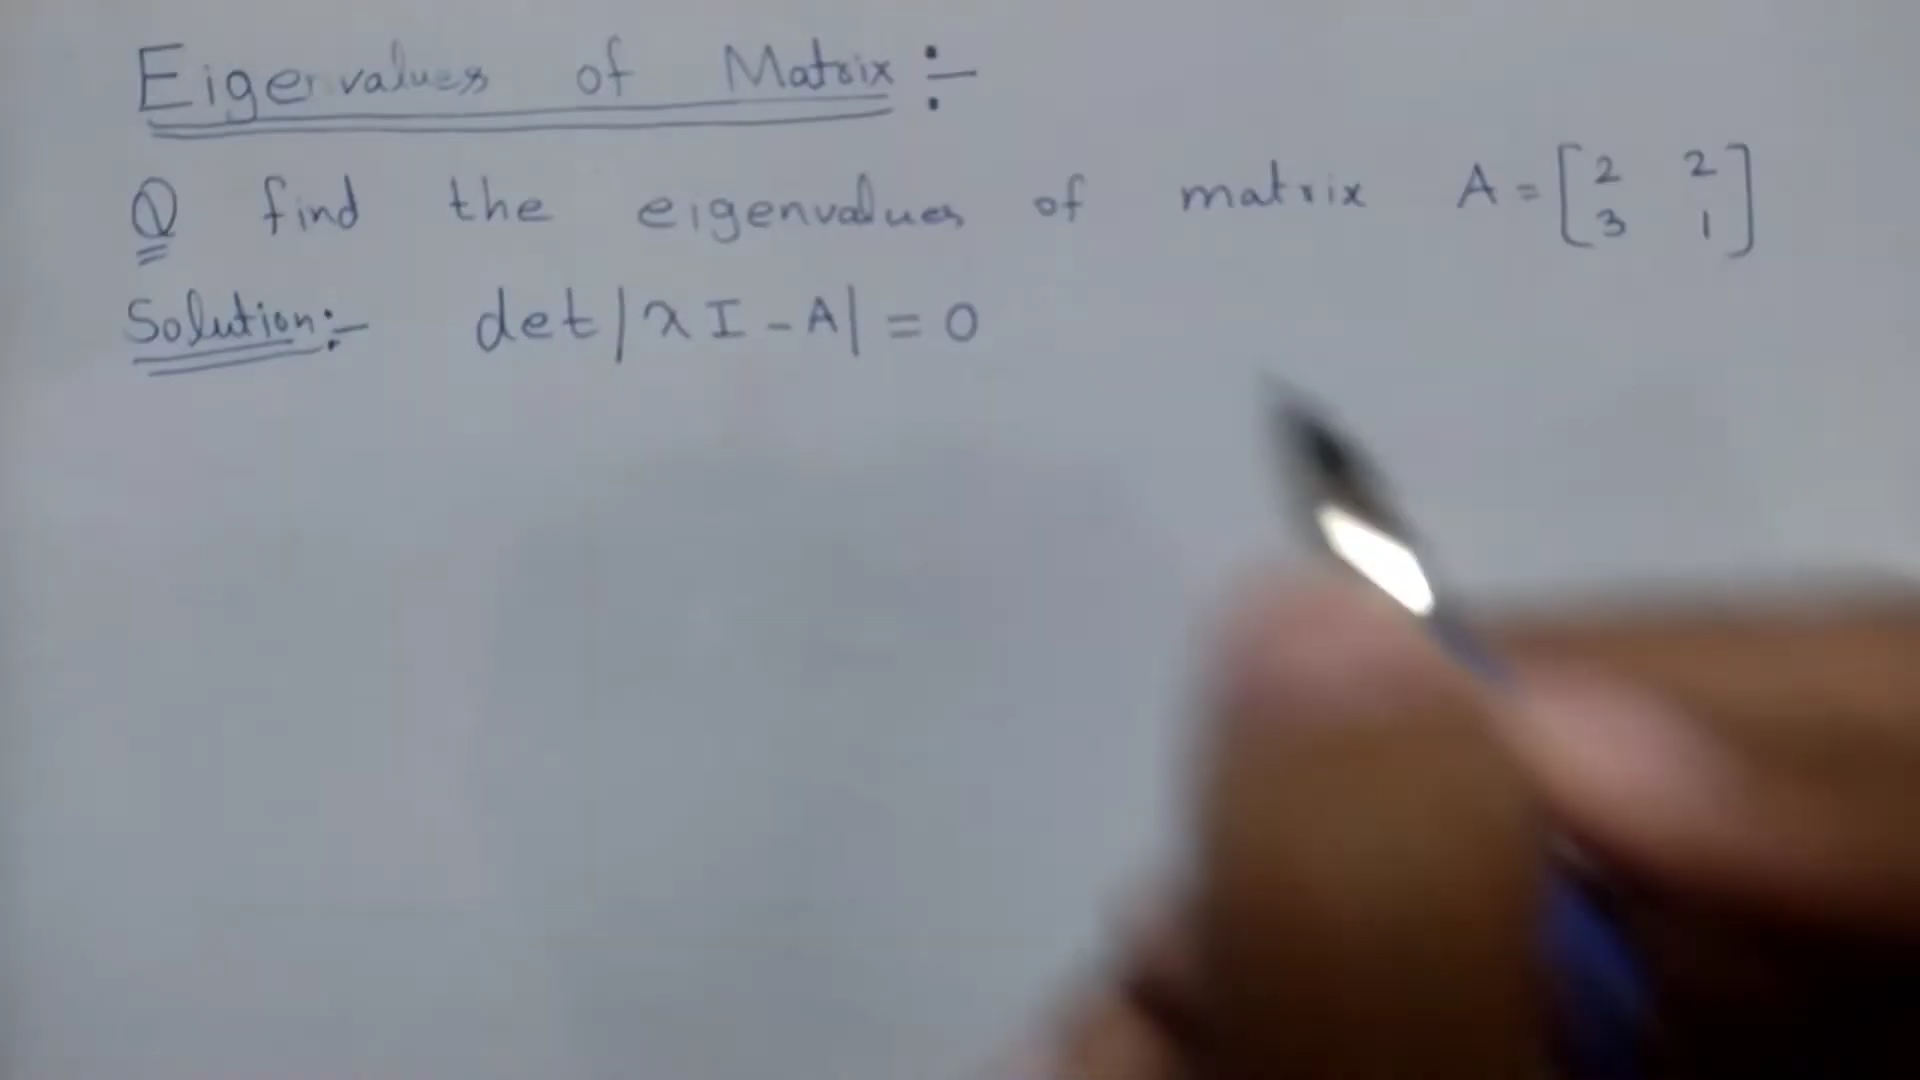 Eigenvalues of Matrix :-
Q find the eigenvalues of matrix A = [2 2
3 1]
Solution:- det |λI - A| = 0